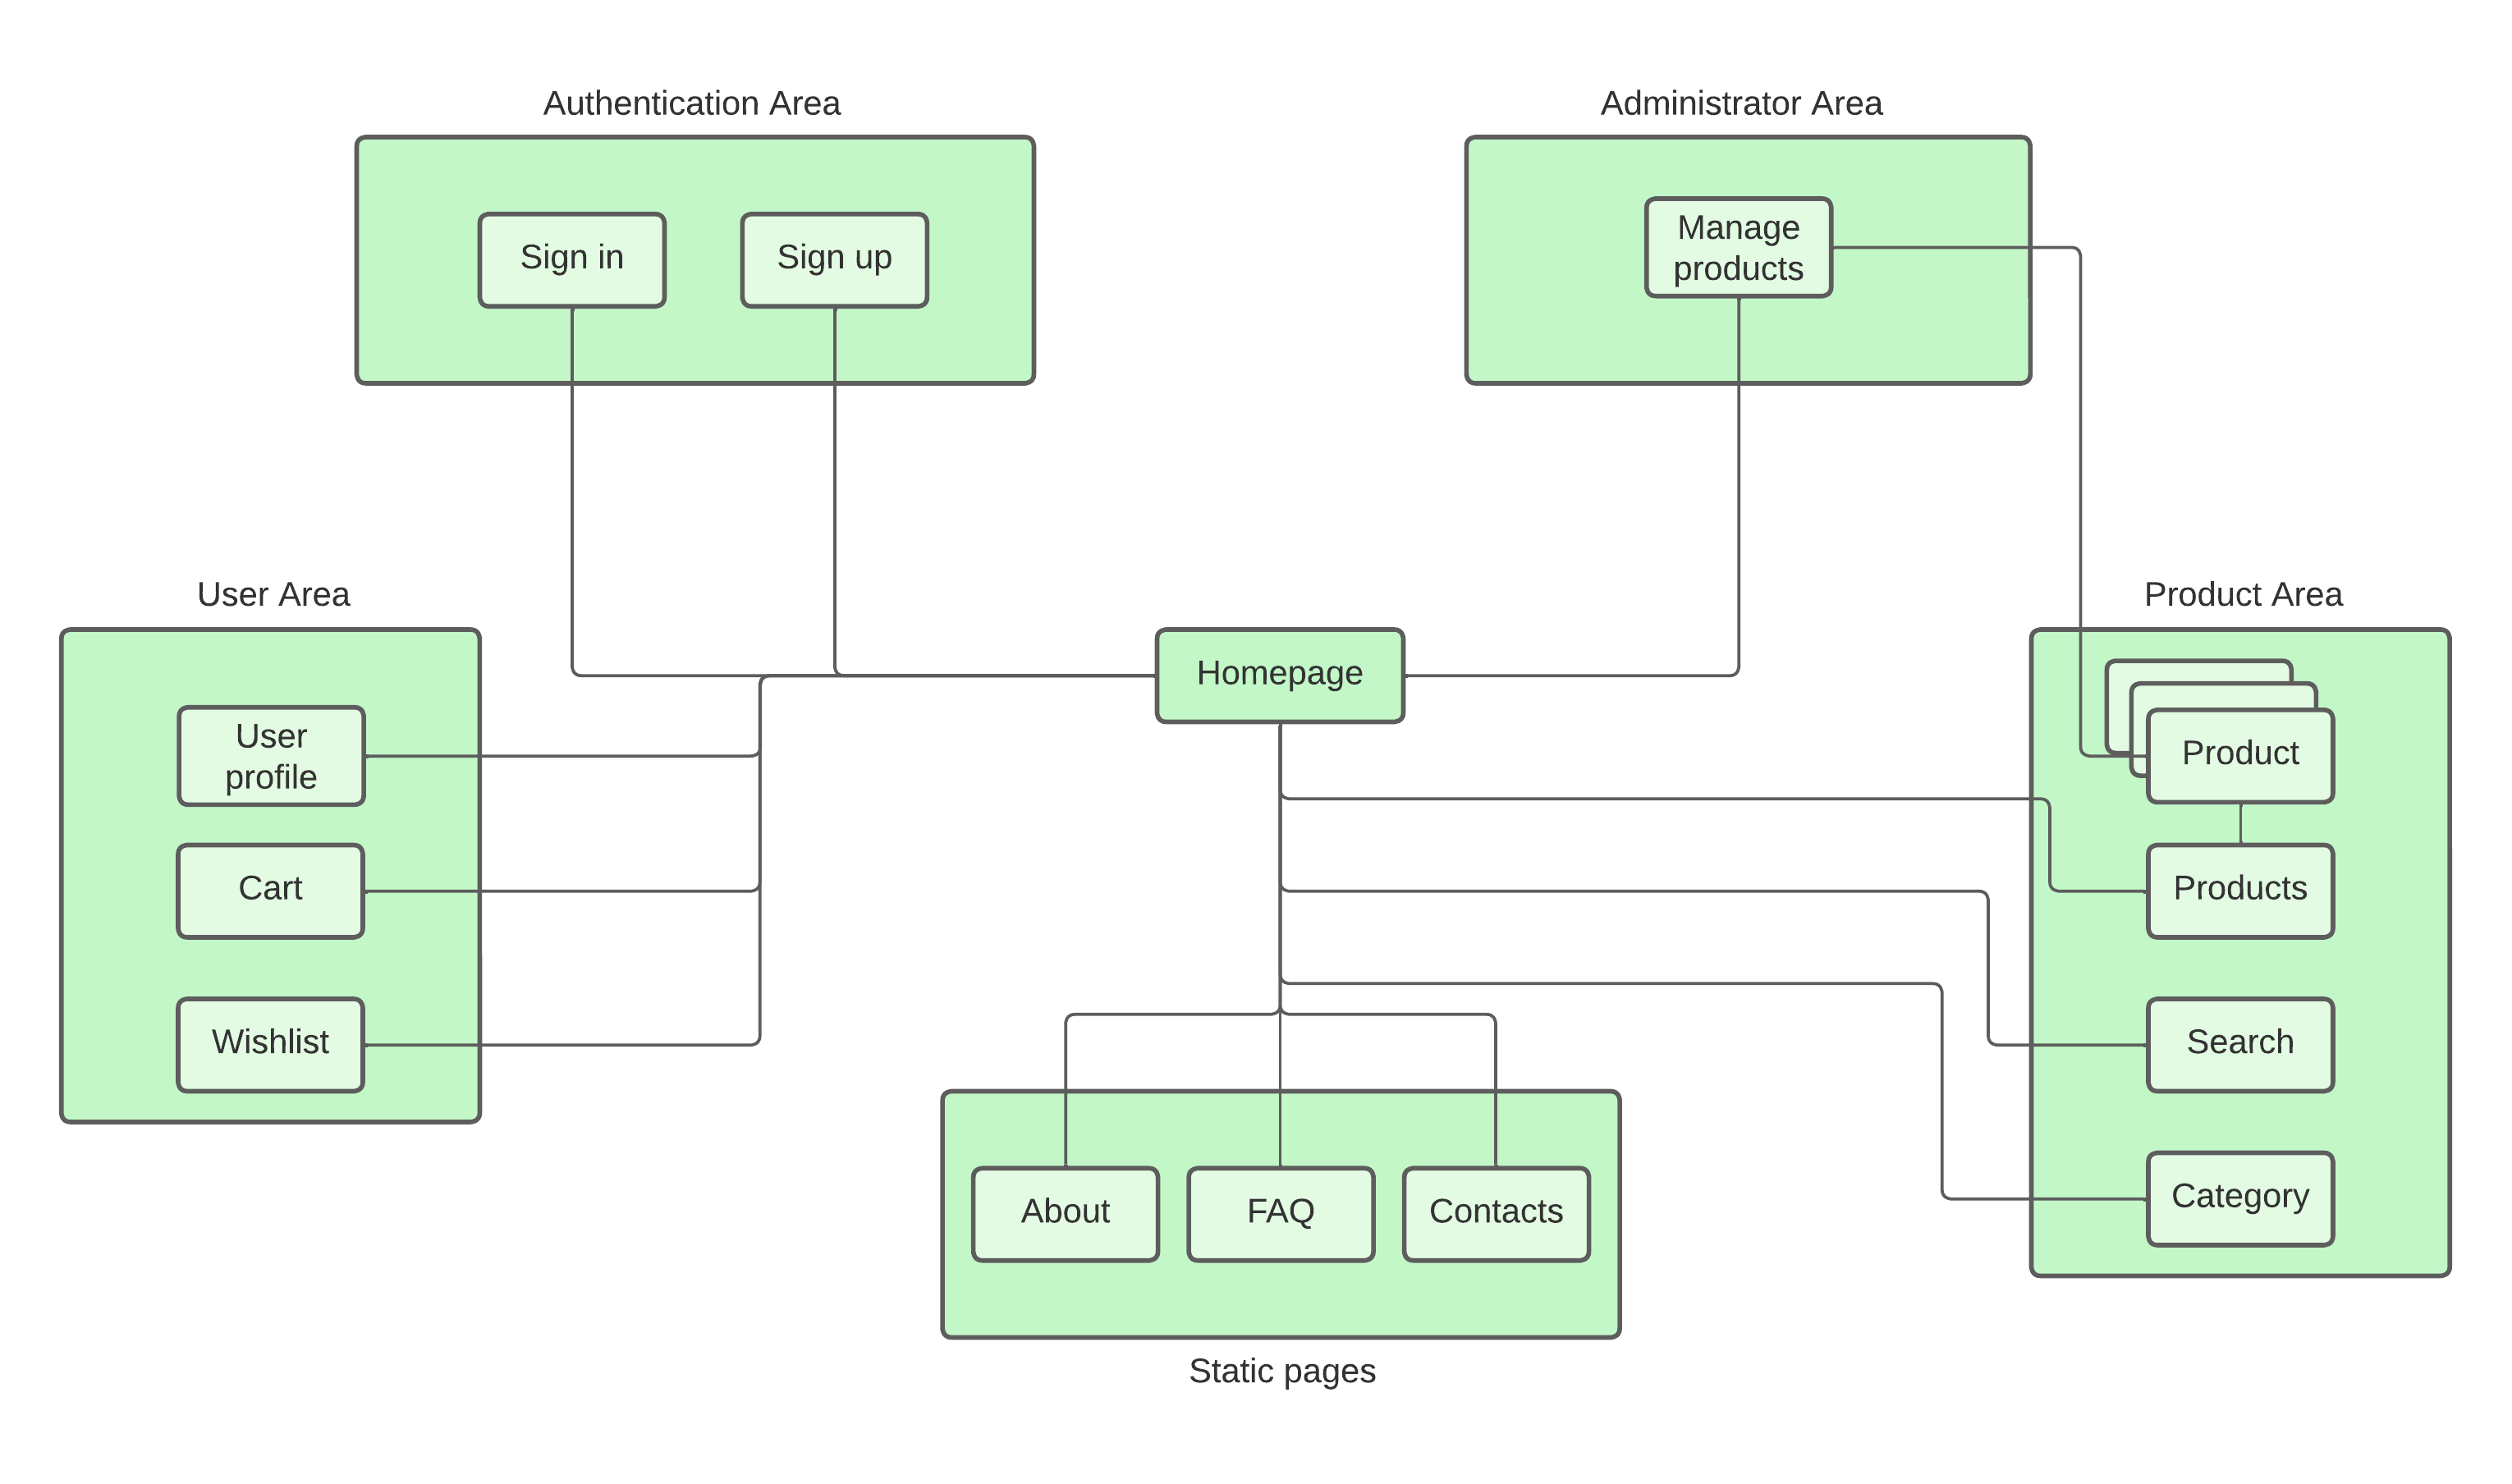 Authentication Area
Administrator Area
Sign in
Sign up
Manage
products
User Area
Homepage
Product Area
User
profile
Product
Cart
Products
Wishlist
Search
About
FAQ
Contacts
Category
Static pages